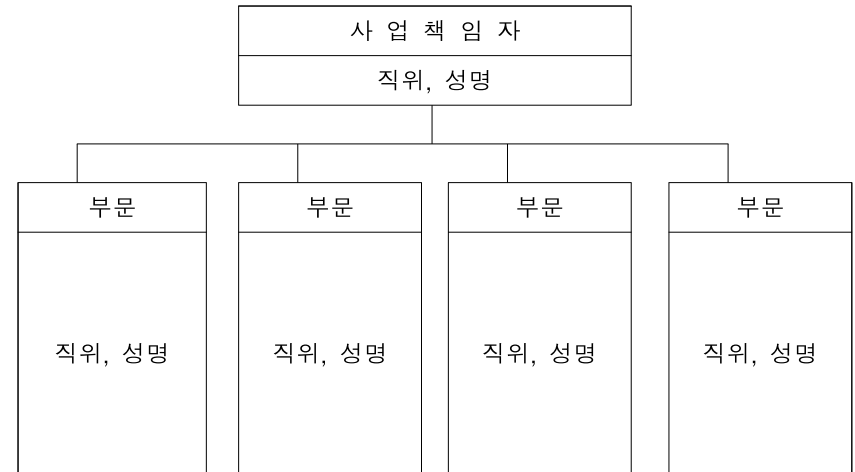 사 업 책 임 자
직위, 성명
부문 부문 부문 부문
직위, 성명 직위, 성명 직위, 성명 직위, 성명